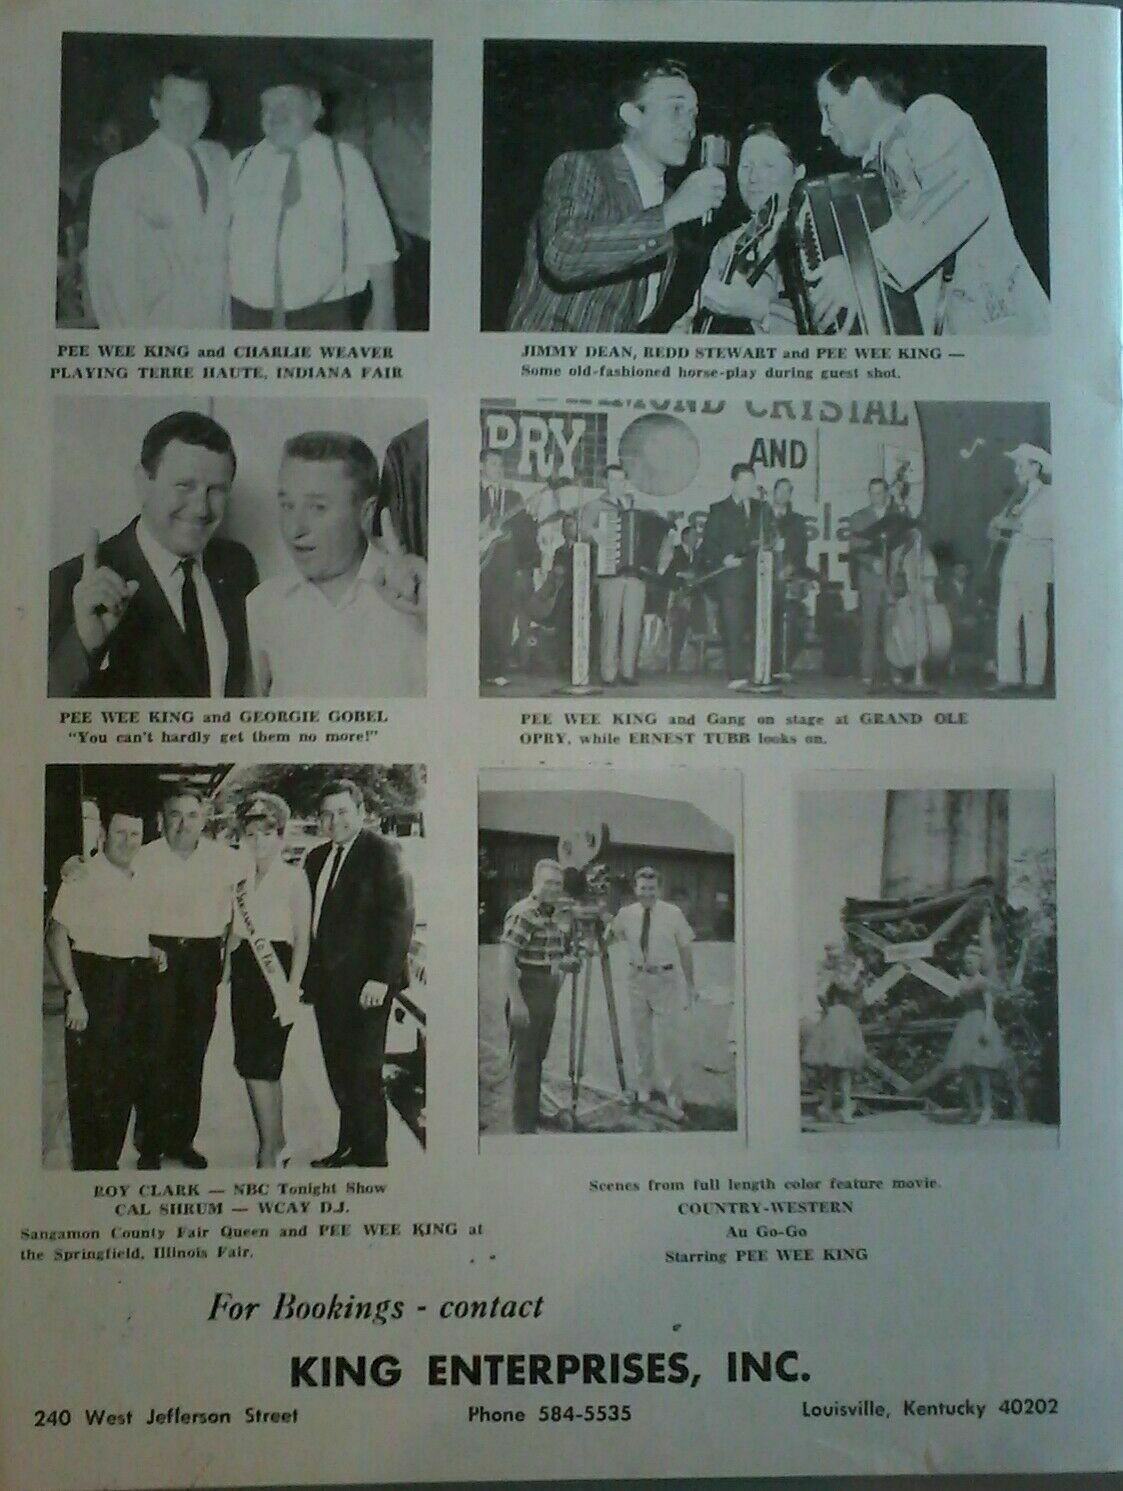 PEE WEE KING and CHARLIE WEAVER
PLAYING TERRE HAUTE, INDIANA FAIR
JIMMY DEAN, REDD STEWART and PEE WEE KING —
Some old-fashioned horse-play during guest shot.
CRYSTAL
PRY
AND
PEE WEE KING and GEORGIE GOBEL
"You can't hardly get them no more!"
PEE WEE KING and Gang on stage at GRAND OLE
OPRY, while ERNEST TUBB looks on.
CO. FAIR
ROY CLARK — NBC Tonight Show
CAL SHRUM — WCAY D.J.
Sangamon County Fair Queen and PEE WEE KING at
the Springfield, Illinois Fair.
Scenes from full length color feature movie.
COUNTRY-WESTERN
Au Go-Go
Starring PEE WEE KING
For Bookings - contact
KING ENTERPRISES, INC.
240 West Jefferson Street Phone 584-5535 Louisville, Kentucky 40202